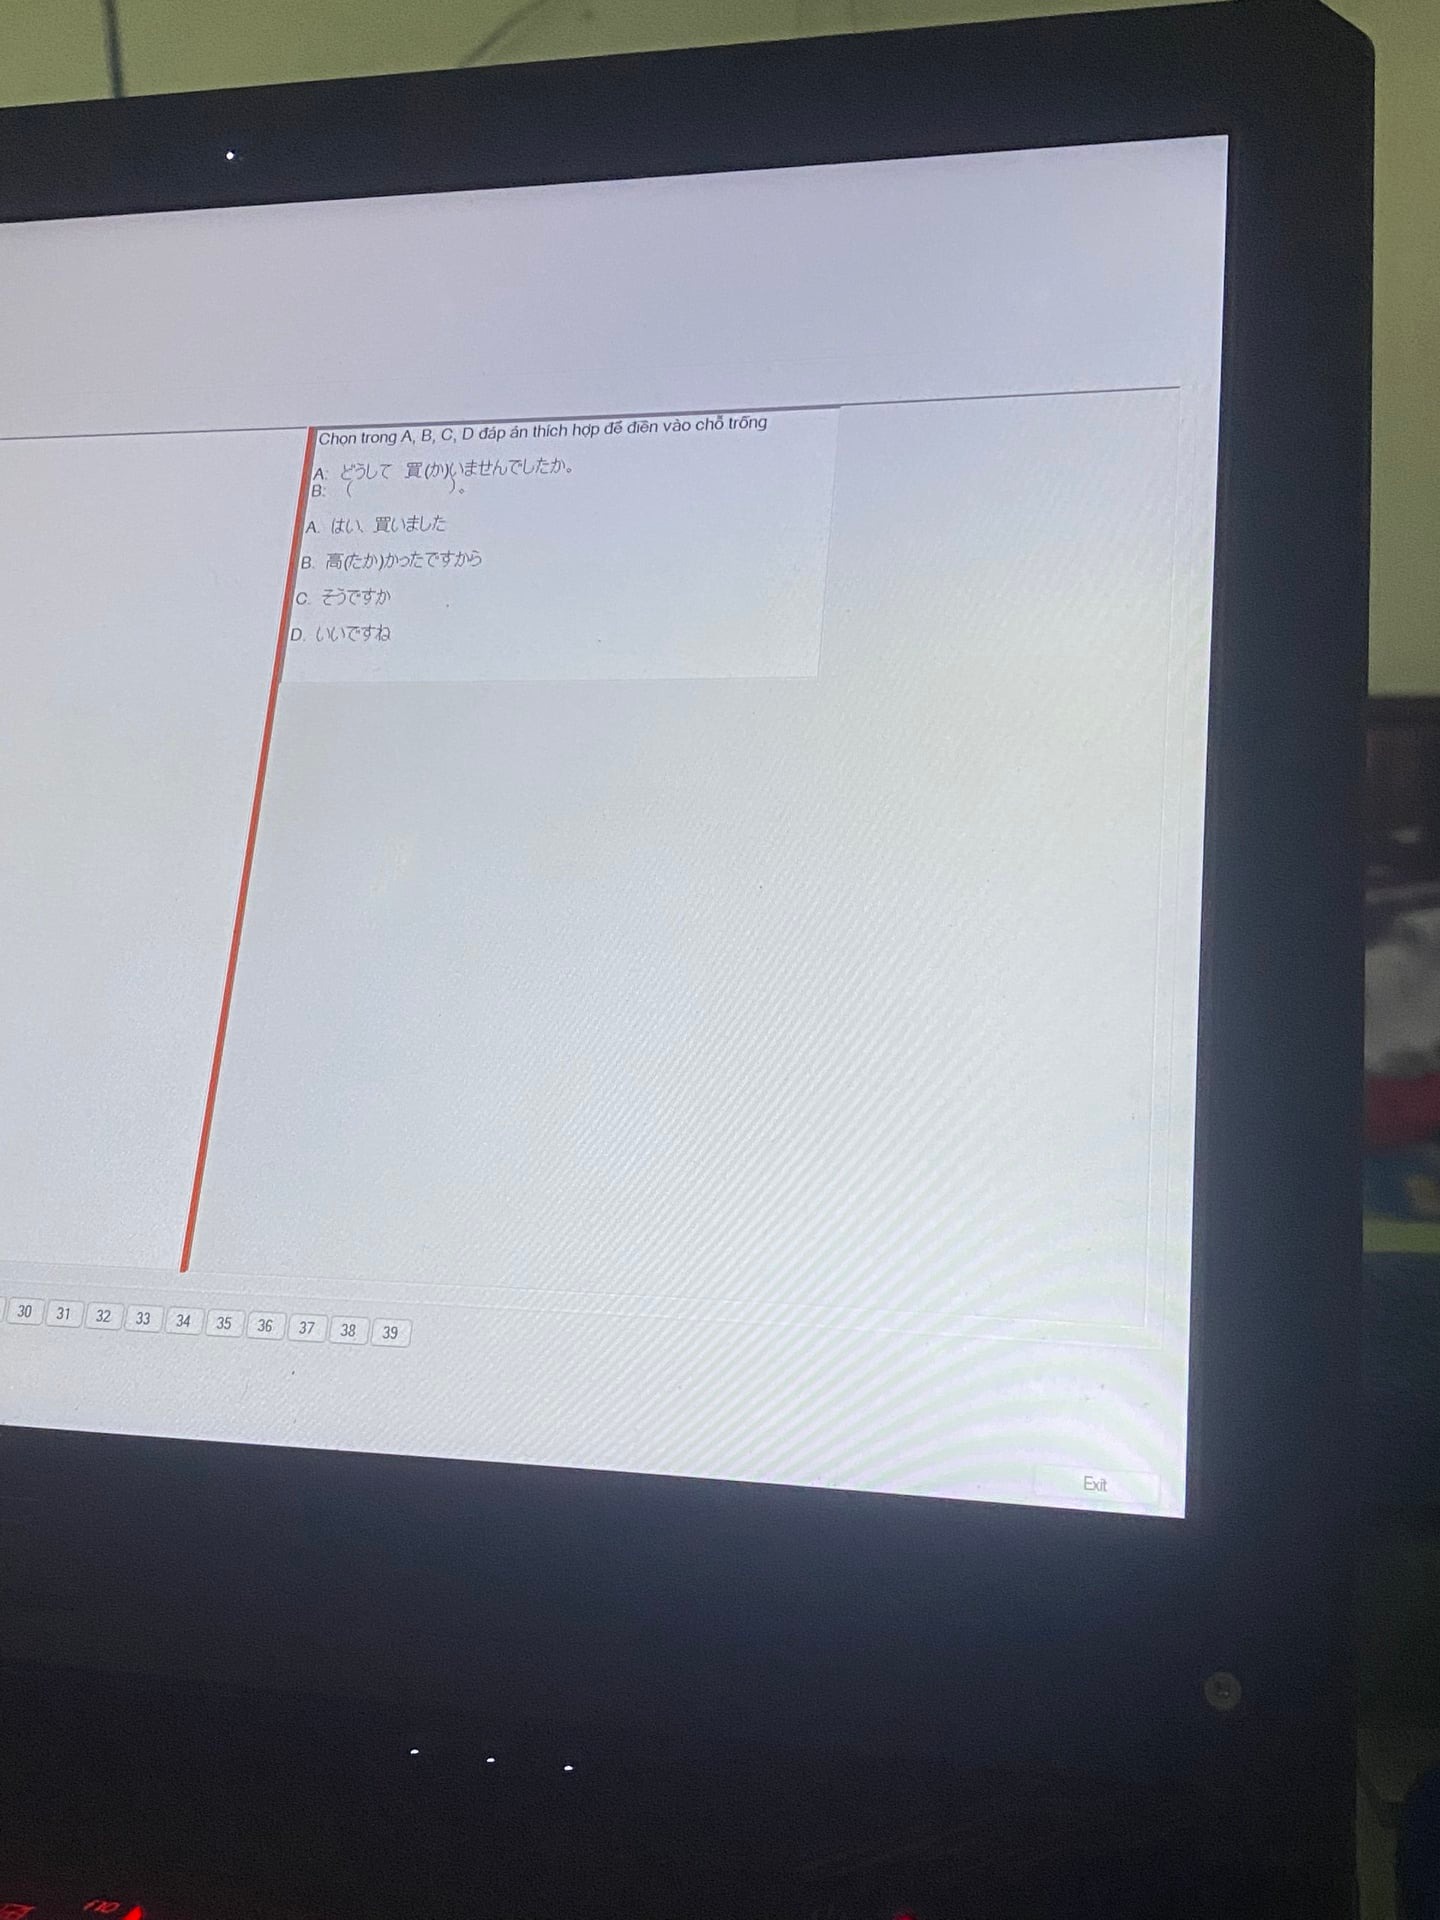 Chọn trong A, B, C, D đáp án thích hợp để điền vào chỗ trống
A: どうして 買(か)いませんでしたか。
B: ( )。
A. はい、買いました
B. 高(たか)かったですから
C. そうですか
D. いいですね
30 31 32 33 34 35 36 37 38 39
Exit
f10